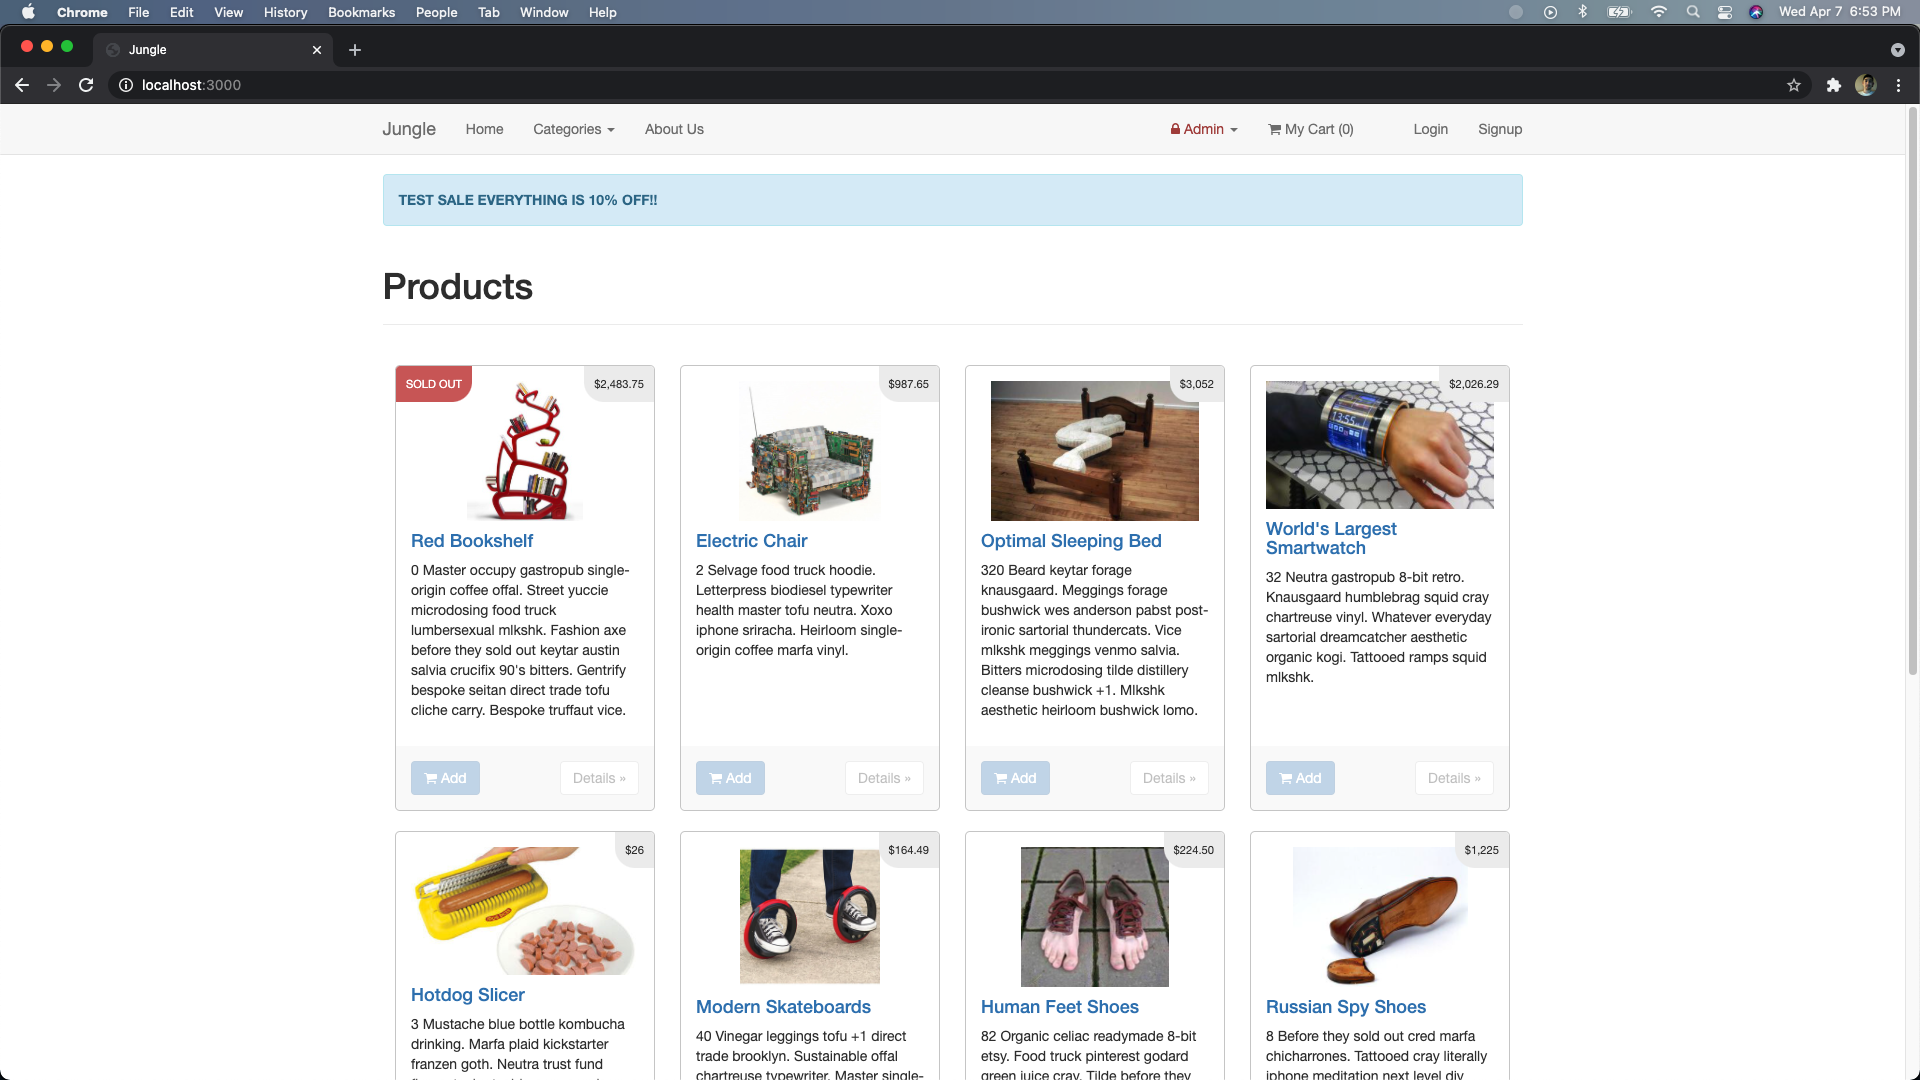 Chrome File Edit View History Bookmarks People Tab Window Help Wed Apr 7 6:53 PM
Jungle
localhost:3000
Jungle Home Categories About Us Admin My Cart (0) Login Signup
TEST SALE EVERYTHING IS 10% OFF!!
Products
SOLD OUT
$2,483.75
Red Bookshelf
0 Master occupy gastropub single-
origin coffee offal. Street yuccie
microdosing food truck
lumbersexual mlkshk. Fashion axe
before they sold out keytar austin
salvia crucifix 90's bitters. Gentrify
bespoke seitan direct trade tofu
cliche carry. Bespoke truffaut vice.
Add Details »
$987.65
Electric Chair
2 Selvage food truck hoodie.
Letterpress biodiesel typewriter
health master tofu neutra. Xoxo
iphone sriracha. Heirloom single-
origin coffee marfa vinyl.
Add Details »
$3,052
Optimal Sleeping Bed
320 Beard keytar forage
knausgaard. Meggings forage
bushwick wes anderson pabst post-
ironic sartorial thundercats. Vice
mlkshk meggings venmo salvia.
Bitters microdosing tilde distillery
cleanse bushwick +1. Mlkshk
aesthetic heirloom bushwick lomo.
Add Details »
$2,026.29
13:55
World's Largest
Smartwatch
32 Neutra gastropub 8-bit retro.
Knausgaard humblebrag squid cray
chartreuse vinyl. Whatever everyday
sartorial dreamcatcher aesthetic
organic kogi. Tattooed ramps squid
mlkshk.
Add Details »
$26
Hotdog Slicer
3 Mustache blue bottle kombucha
drinking. Marfa plaid kickstarter
franzen goth. Neutra trust fund
$164.49
Modern Skateboards
40 Vinegar leggings tofu +1 direct
trade brooklyn. Sustainable offal
chartreuse typewriter. Master single-
$224.50
Human Feet Shoes
82 Organic celiac readymade 8-bit
etsy. Food truck pinterest godard
green juice cray. Tilde before they
$1,225
Russian Spy Shoes
8 Before they sold out cred marfa
chicharrones. Tattooed cray literally
iphone meditation next level diy